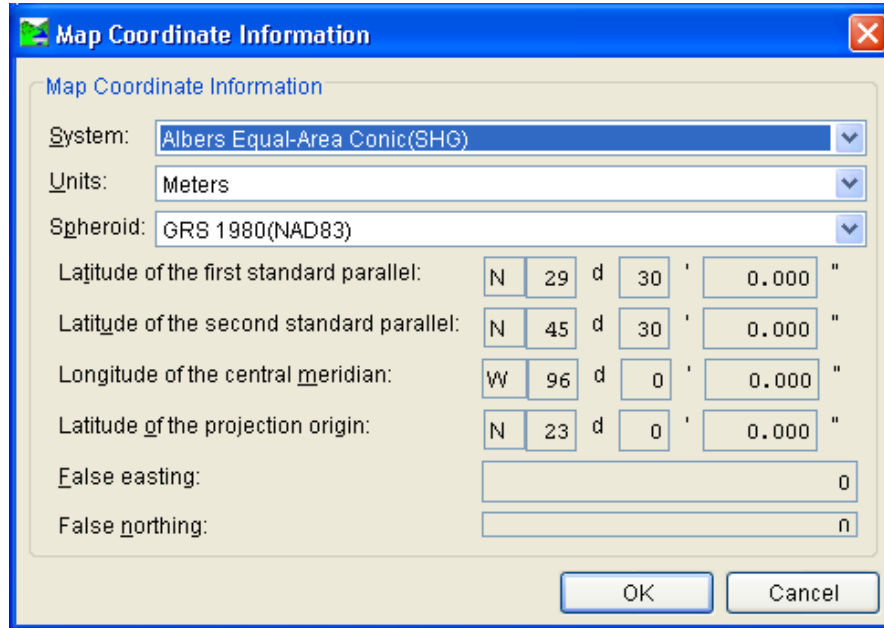 Map Coordinate Information
Map Coordinate Information
System: Albers Equal-Area Conic(SHG)
Units: Meters
Spheroid: GRS 1980(NAD83)
Latitude of the first standard parallel: N 29 d 30 ' 0.000 "
Latitude of the second standard parallel: N 45 d 30 ' 0.000 "
Longitude of the central meridian: W 96 d 0 ' 0.000 "
Latitude of the projection origin: N 23 d 0 ' 0.000 "
False easting: 0
False northing: 0
OK Cancel